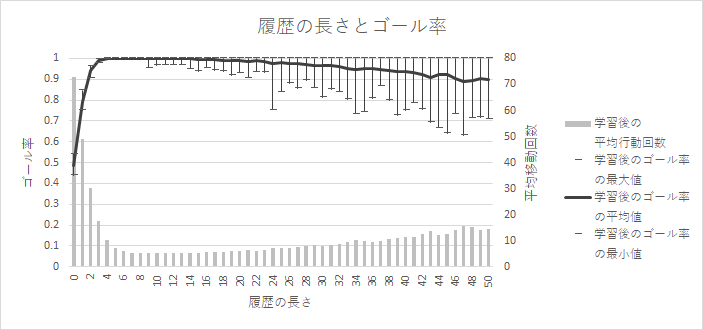 履歴の長さとゴール率
1
0.9
0.8
0.7
0.6
0.5
0.4
0.3
0.2
0.1
0
ゴール率
80
70
60
50
40
30
20
10
0
平均移動回数
0 2 4 6 8 10 12 14 16 18 20 22 24 26 28 30 32 34 36 38 40 42 44 46 48 50
履歴の長さ
学習後の
平均行動回数
学習後のゴール率
の最大値
学習後のゴール率
の平均値
学習後のゴール率
の最小値